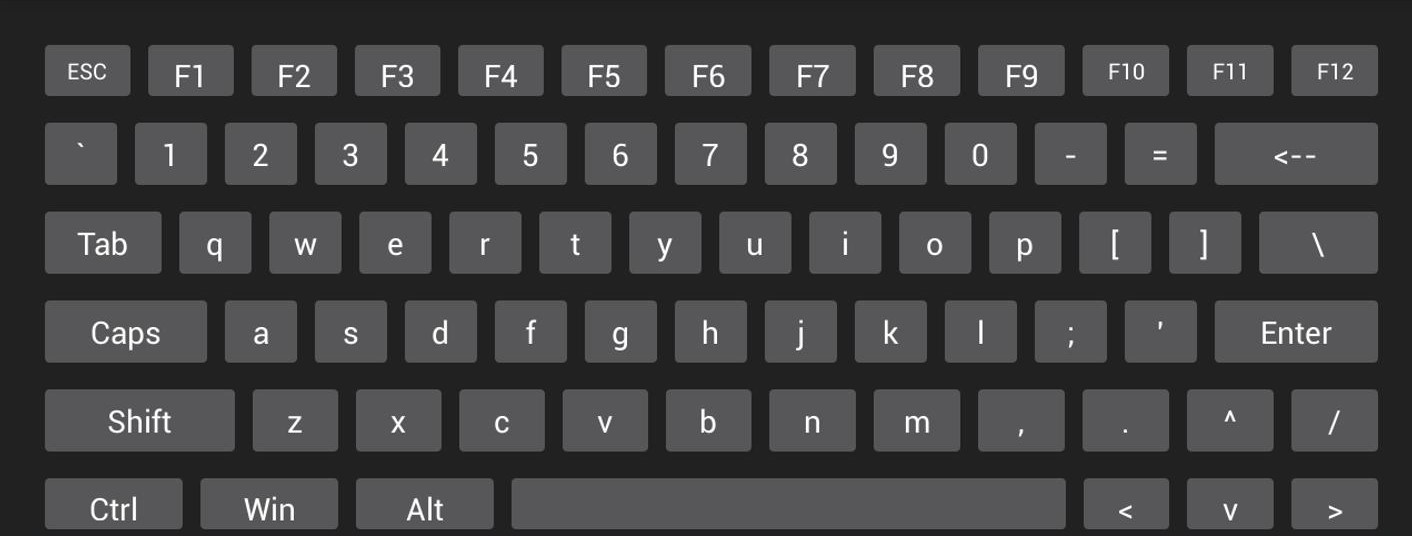 ESC F1 F2 F3 F4 F5 F6 F7 F8 F9 F10 F11 F12
` 1 2 3 4 5 6 7 8 9 0 - = <--
Tab q w e r t y u i o p [ ] \
Caps a s d f g h j k l ; ' Enter
Shift z x c v b n m , . ^ /
Ctrl Win Alt < v >